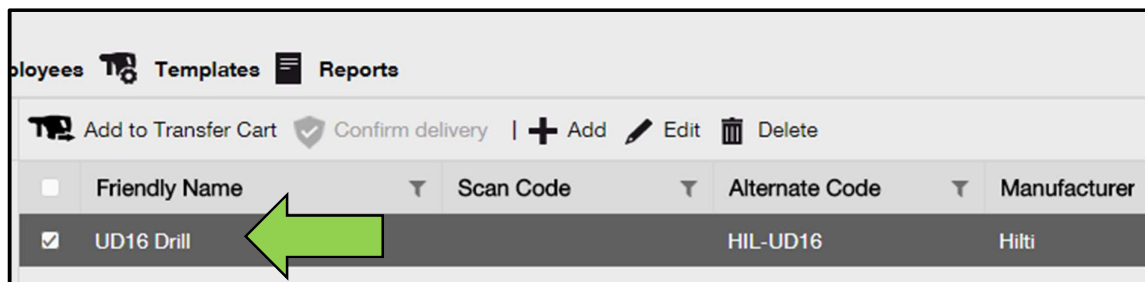 ployees Templates Reports
Add to Transfer Cart Confirm delivery | Add Edit Delete
Friendly Name Scan Code Alternate Code Manufacturer
UD16 Drill HIL-UD16 Hilti